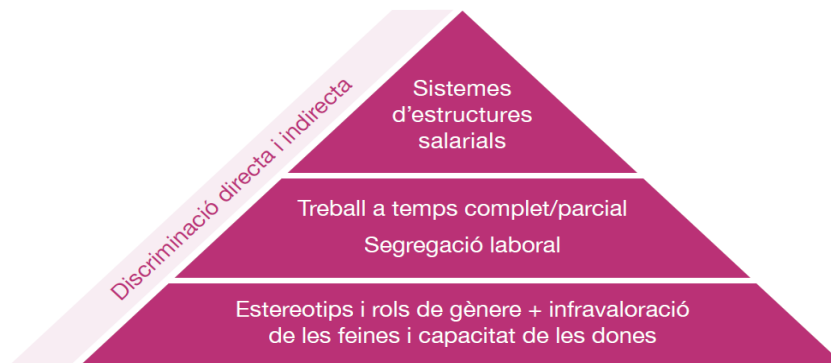 Discriminació directa i indirecta
Sistemes
d’estructures
salarials
Treball a temps complet/parcial
Segregació laboral
Estereotips i rols de gènere + infravaloració
de les feines i capacitat de les dones